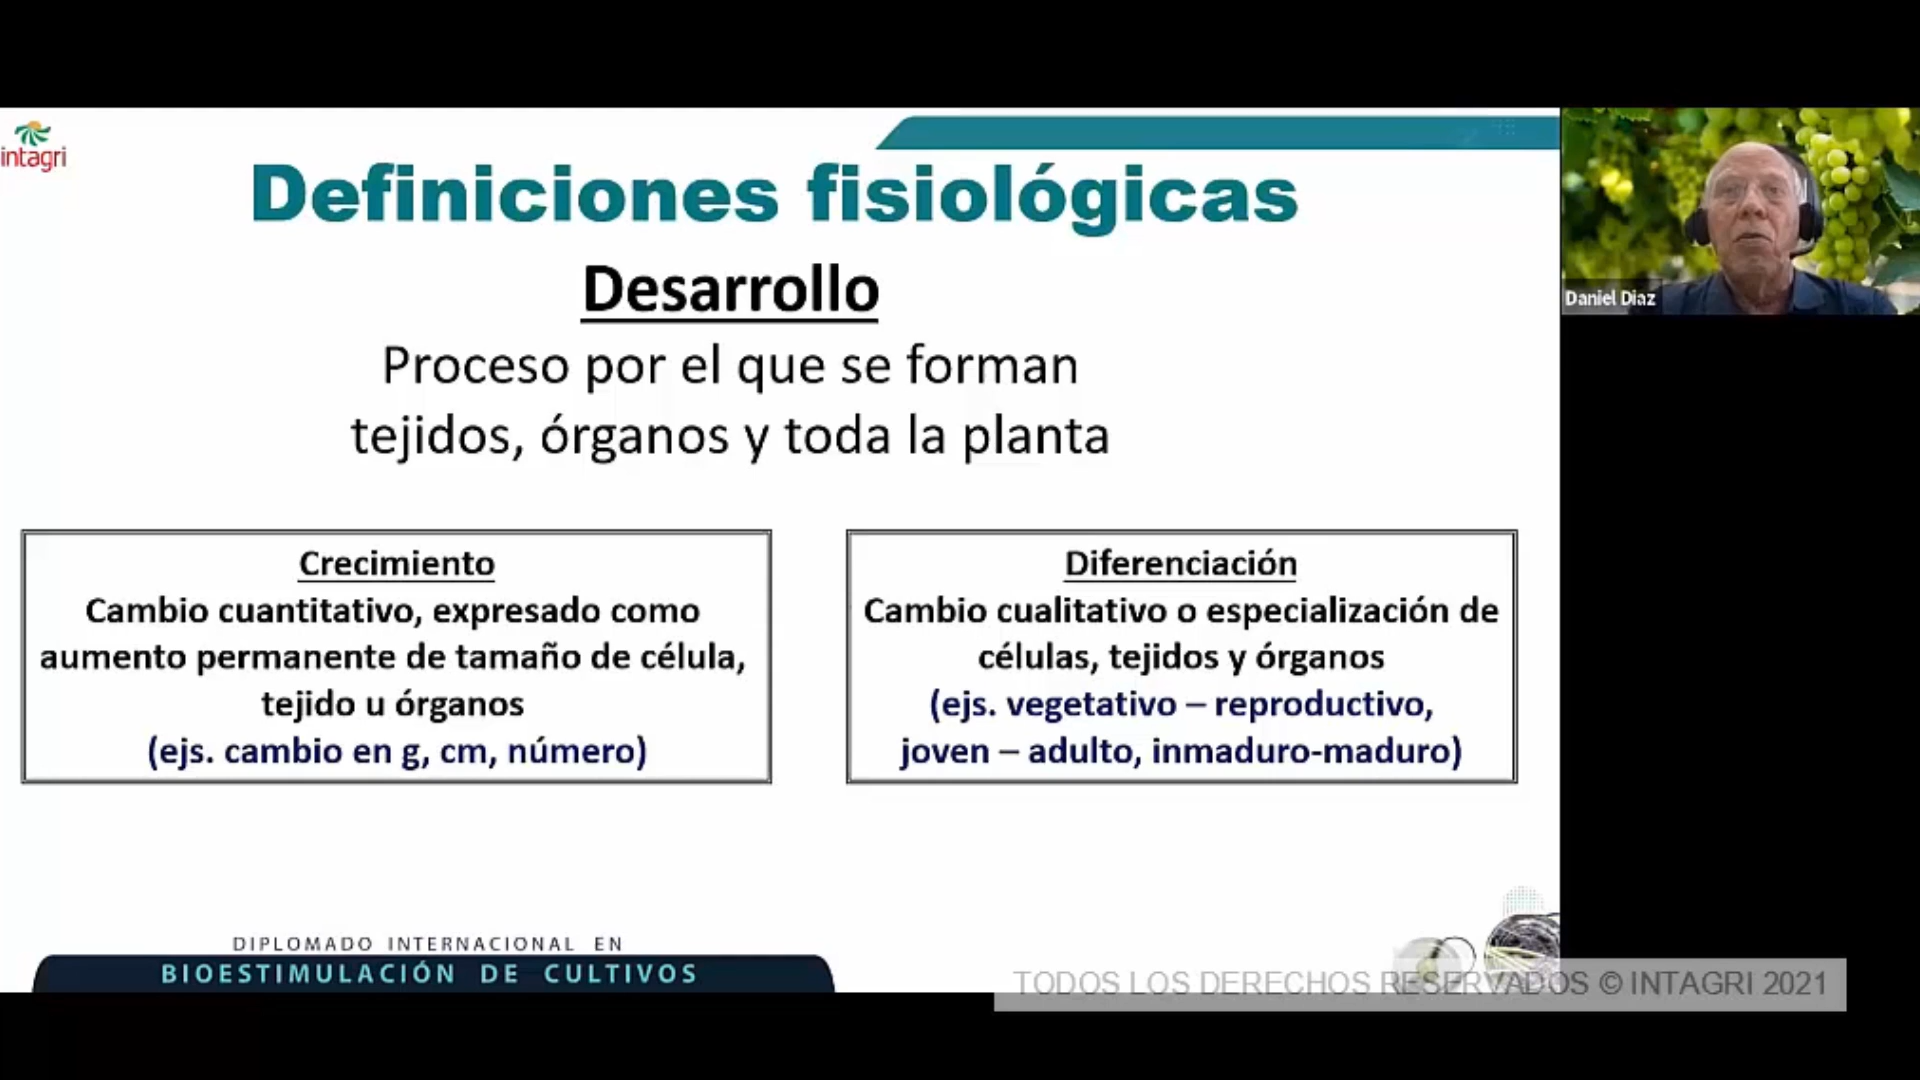 intagri
Definiciones fisiológicas
Desarrollo
Proceso por el que se forman
tejidos, órganos y toda la planta
Crecimiento
Cambio cuantitativo, expresado como
aumento permanente de tamaño de célula,
tejido u órganos
(ejs. cambio en g, cm, número)
Diferenciación
Cambio cualitativo o especialización de
células, tejidos y órganos
(ejs. vegetativo – reproductivo,
joven – adulto, inmaduro-maduro)
Daniel Diaz
DIPLOMADO INTERNACIONAL EN
BIOESTIMULACIÓN DE CULTIVOS
TODOS LOS DERECHOS RESERVADOS © INTAGRI 2021